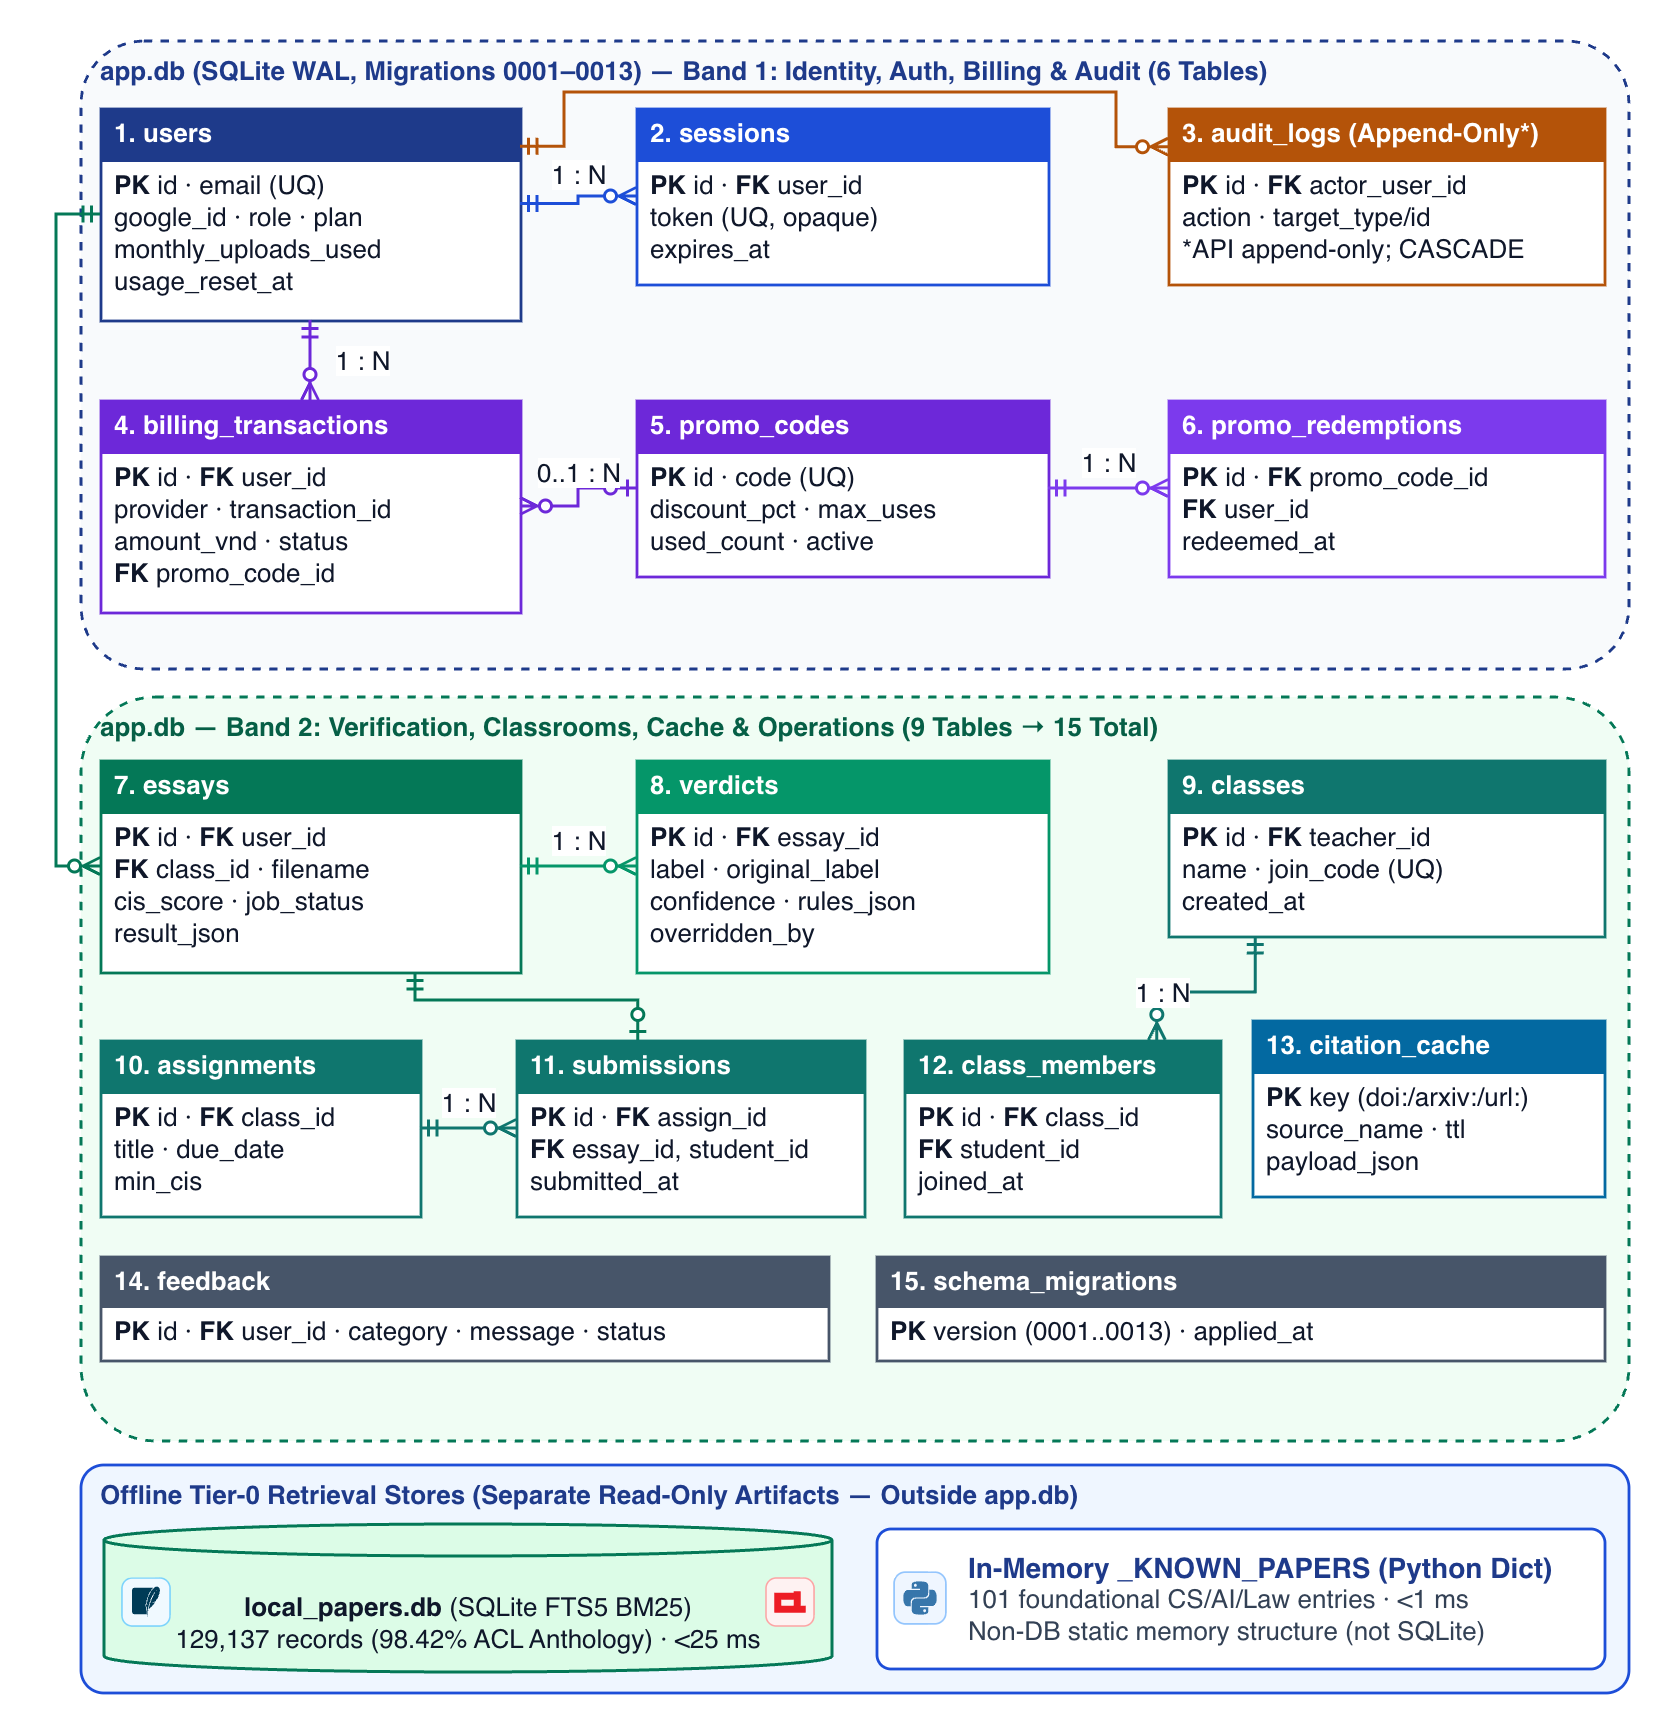 app.db (SQLite WAL, Migrations 0001–0013) — Band 1: Identity, Auth, Billing & Audit (6 Tables)
1. users
PK id · email (UQ)
google_id · role · plan
monthly_uploads_used
usage_reset_at
1 : N
2. sessions
PK id · FK user_id
token (UQ, opaque)
expires_at
3. audit_logs (Append-Only*)
PK id · FK actor_user_id
action · target_type/id
*API append-only; CASCADE
1 : N
4. billing_transactions
PK id · FK user_id
provider · transaction_id
amount_vnd · status
FK promo_code_id
0..1 : N
5. promo_codes
PK id · code (UQ)
discount_pct · max_uses
used_count · active
1 : N
6. promo_redemptions
PK id · FK promo_code_id
FK user_id
redeemed_at
app.db — Band 2: Verification, Classrooms, Cache & Operations (9 Tables → 15 Total)
7. essays
PK id · FK user_id
FK class_id · filename
cis_score · job_status
result_json
1 : N
8. verdicts
PK id · FK essay_id
label · original_label
confidence · rules_json
overridden_by
9. classes
PK id · FK teacher_id
name · join_code (UQ)
created_at
1 : N
10. assignments
PK id · FK class_id
title · due_date
min_cis
1 : N
11. submissions
PK id · FK assign_id
FK essay_id, student_id
submitted_at
12. class_members
PK id · FK class_id
FK student_id
joined_at
13. citation_cache
PK key (doi:/arxiv:/url:)
source_name · ttl
payload_json
14. feedback
PK id · FK user_id · category · message · status
15. schema_migrations
PK version (0001..0013) · applied_at
Offline Tier-0 Retrieval Stores (Separate Read-Only Artifacts — Outside app.db)
local_papers.db (SQLite FTS5 BM25)
129,137 records (98.42% ACL Anthology) · <25 ms
In-Memory _KNOWN_PAPERS (Python Dict)
101 foundational CS/AI/Law entries · <1 ms
Non-DB static memory structure (not SQLite)